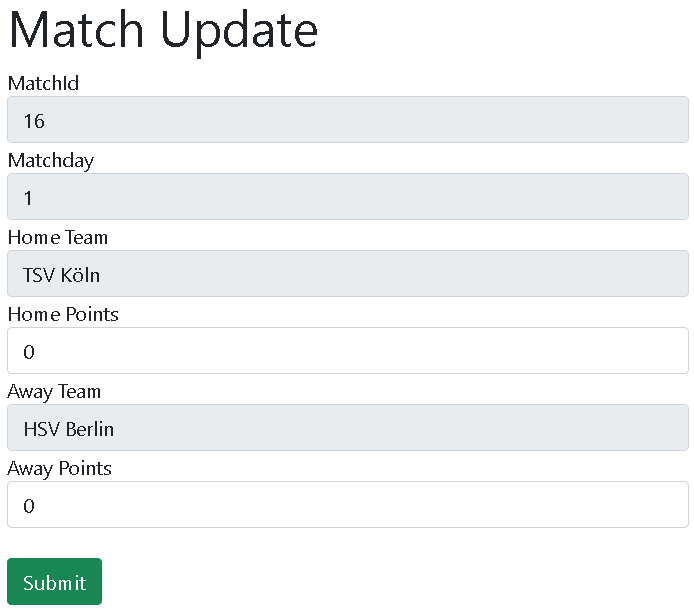 Match Update
MatchId
16
Matchday
1
Home Team
TSV Köln
Home Points
0
Away Team
HSV Berlin
Away Points
0
Submit